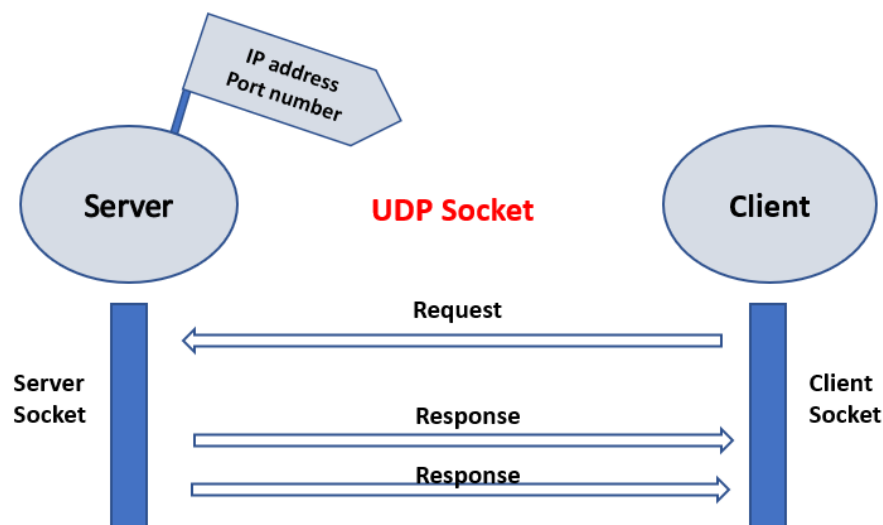 IP address
Port number
Server
UDP Socket
Client
Request
Server
Socket
Client
Socket
Response
Response